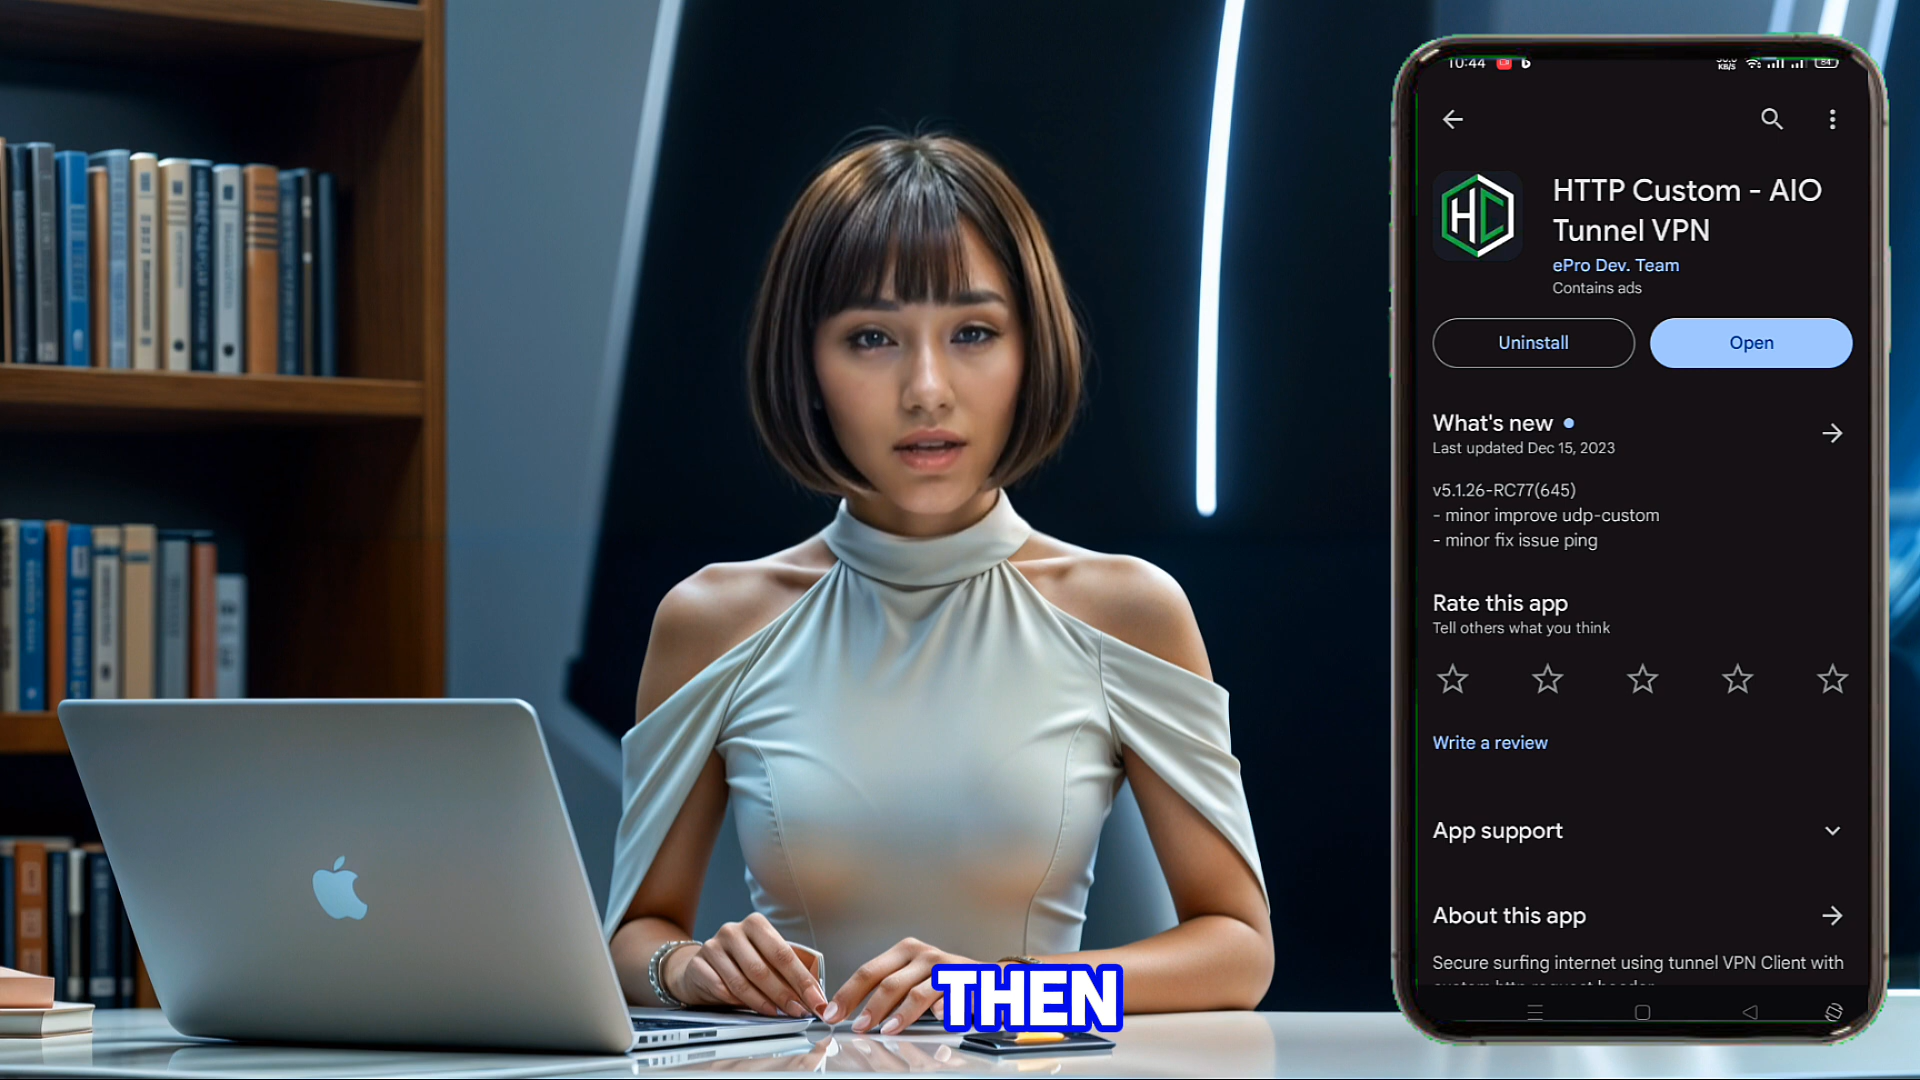 10:44
KB/S
84
HC
HTTP Custom - AIO
Tunnel VPN
ePro Dev. Team
Contains ads
Uninstall
Open
What's new
Last updated Dec 15, 2023
v5.1.26-RC77(645)
- minor improve udp-custom
- minor fix issue ping
Rate this app
Tell others what you think
Write a review
App support
About this app
Secure surfing internet using tunnel VPN Client with
THEN